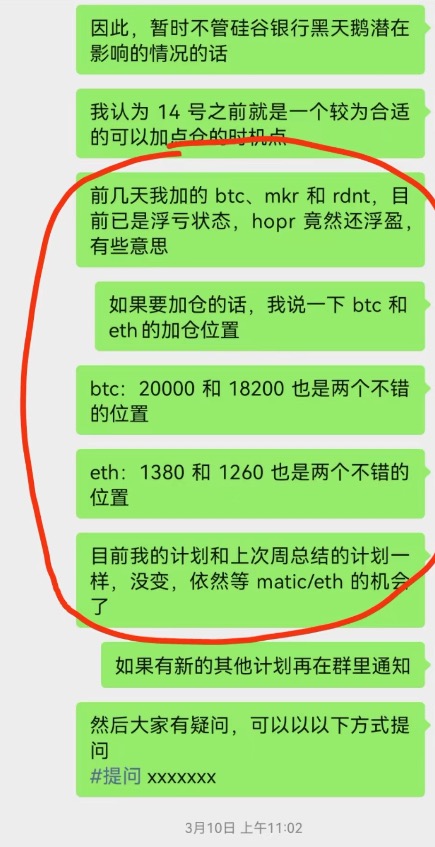 因此，暂时不管硅谷银行黑天鹅潜在
影响的情况的话
我认为 14 号之前就是一个较为合适
的可以加点仓的时机点
前几天我加的 btc、mkr 和 rdnt，目
前已是浮亏状态，hopr 竟然还浮盈，
有些意思
如果要加仓的话，我说一下 btc 和
eth 的加仓位置
btc：20000 和 18200 也是两个不错
的位置
eth：1380 和 1260 也是两个不错的
位置
目前我的计划和上次周总结的计划一
样，没变，依然等 matic/eth 的机会
了
如果有新的其他计划再在群里通知
然后大家有疑问，可以以以下方式提
问
#提问 xxxxxxx
3月10日 上午11:02